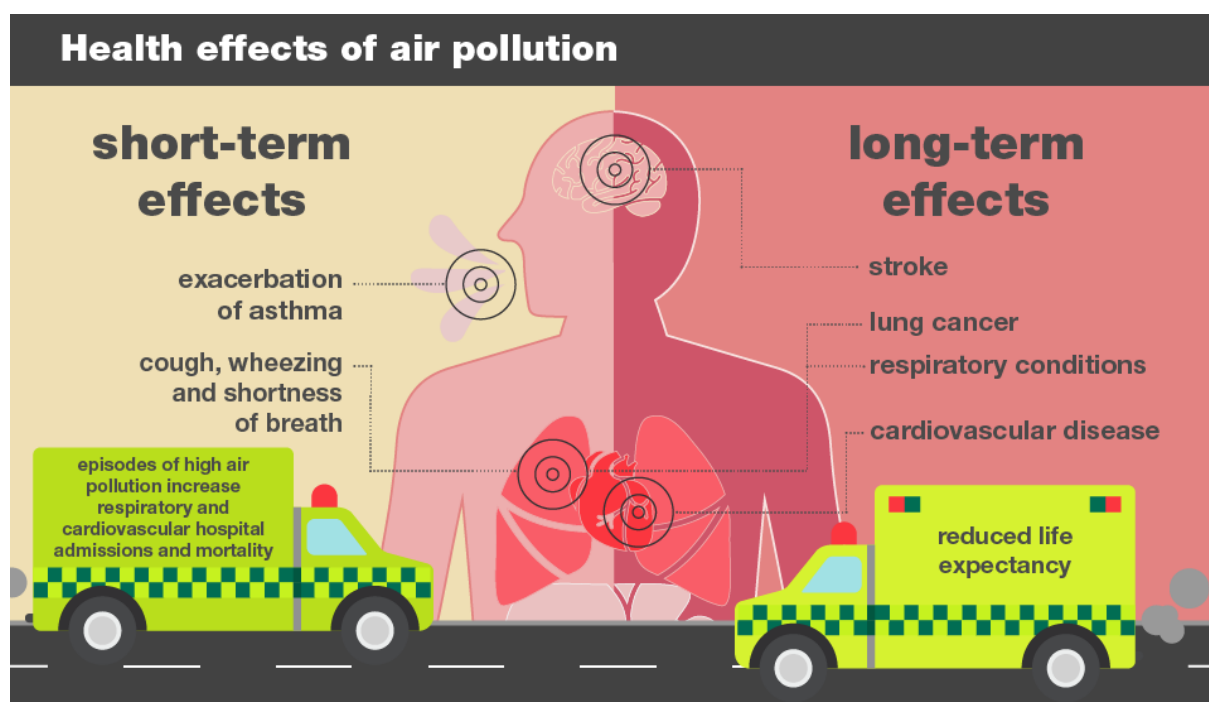 Health effects of air pollution
short-term
effects
exacerbation
of asthma
cough, wheezing
and shortness
of breath
episodes of high air
pollution increase
respiratory and
cardiovascular hospital
admissions and mortality
long-term
effects
stroke
lung cancer
respiratory conditions
cardiovascular disease
reduced life
expectancy